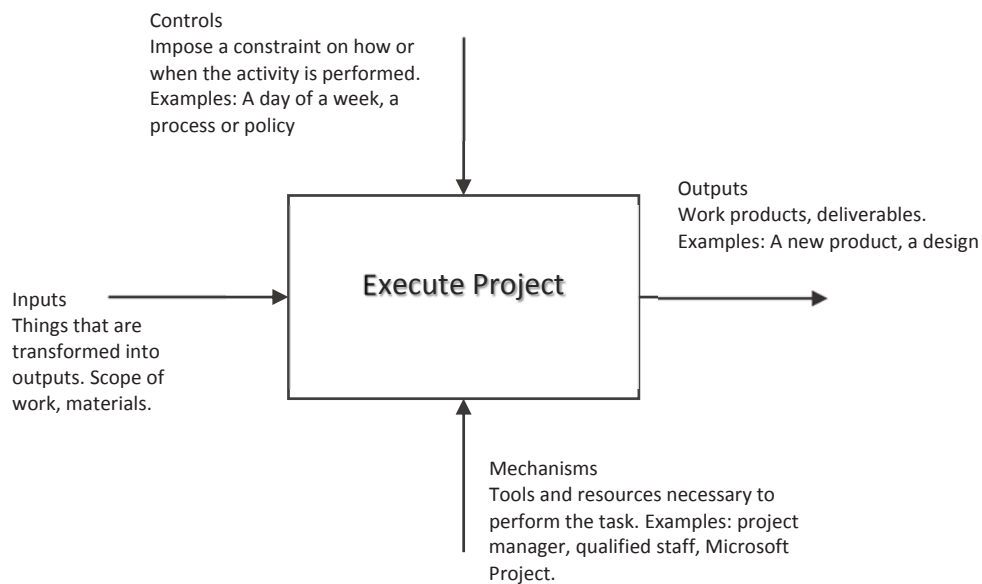 Controls
Impose a constraint on how or
when the activity is performed.
Examples: A day of a week, a
process or policy
Outputs
Work products, deliverables.
Examples: A new product, a design
Execute Project
Inputs
Things that are
transformed into
outputs. Scope of
work, materials.
Mechanisms
Tools and resources necessary to
perform the task. Examples: project
manager, qualified staff, Microsoft
Project.